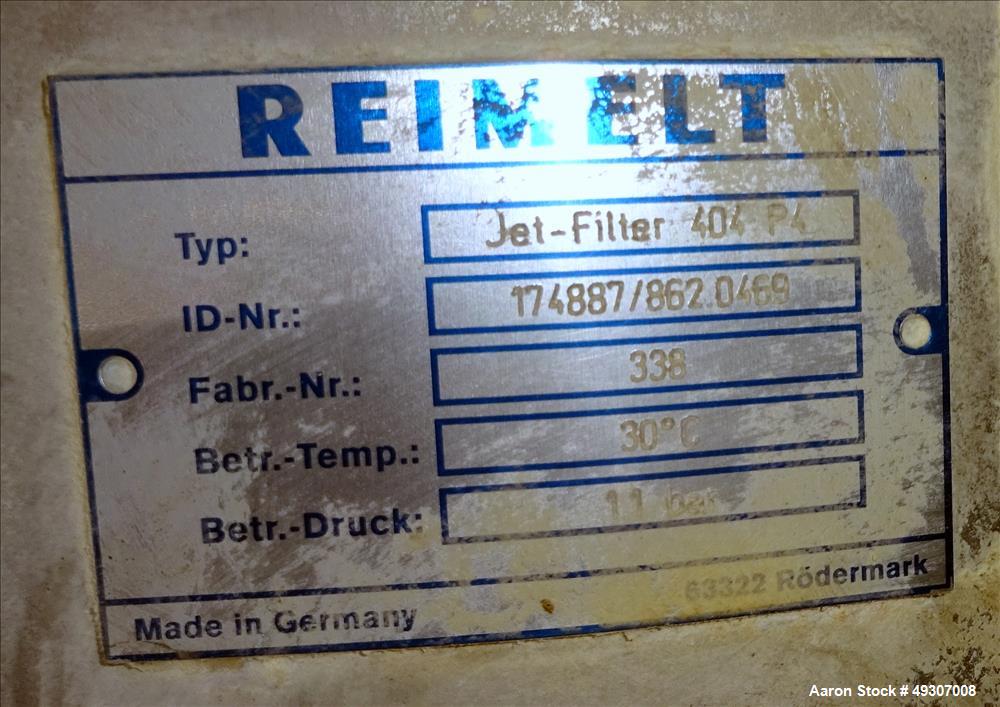 REIMELT
Typ: Jet-Filter 404 P4
ID-Nr.: 174887/862.0469
Fabr.-Nr.: 338
Betr.-Temp.: 30°C
Betr.-Druck: bar
Made in Germany
63322 Rödermark
Aaron Stock # 49307008